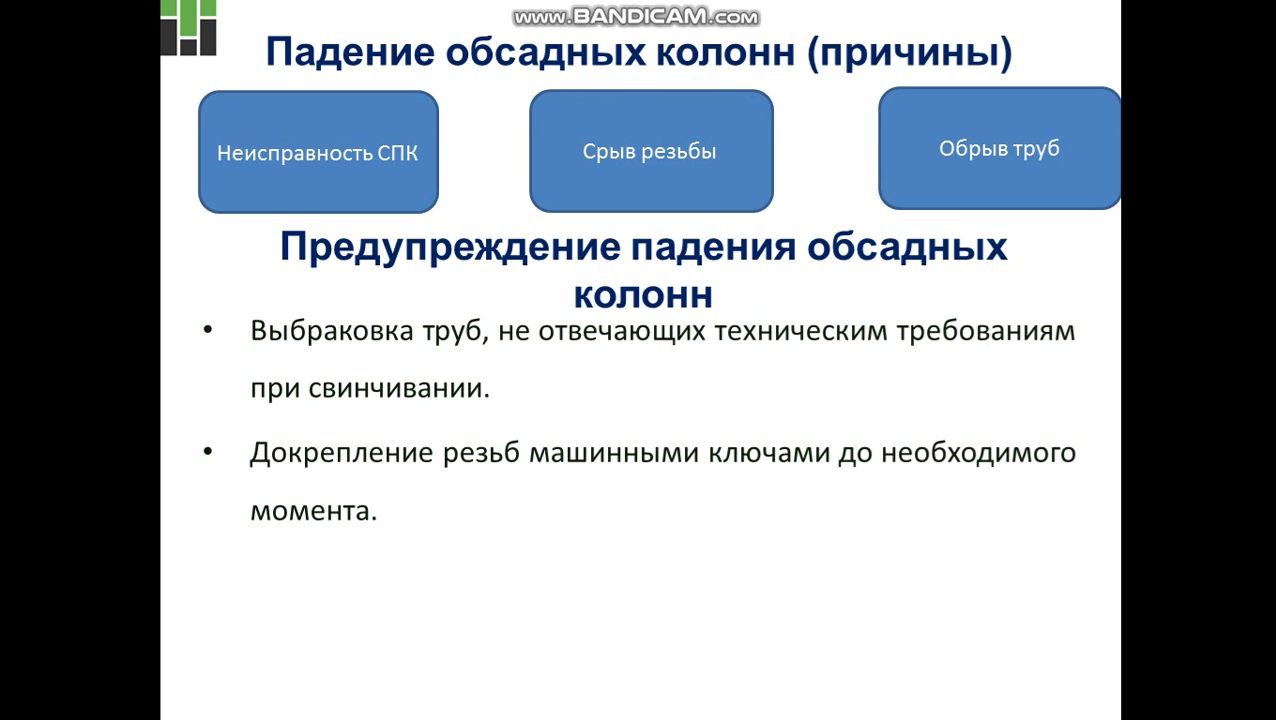 www.BANDICAM.com
Падение обсадных колонн (причины)
Неисправность СПК
Срыв резьбы
Обрыв труб
Предупреждение падения обсадных
колонн
• Выбраковка труб, не отвечающих техническим требованиям
при свинчивании.
• Докрепление резьб машинными ключами до необходимого
момента.